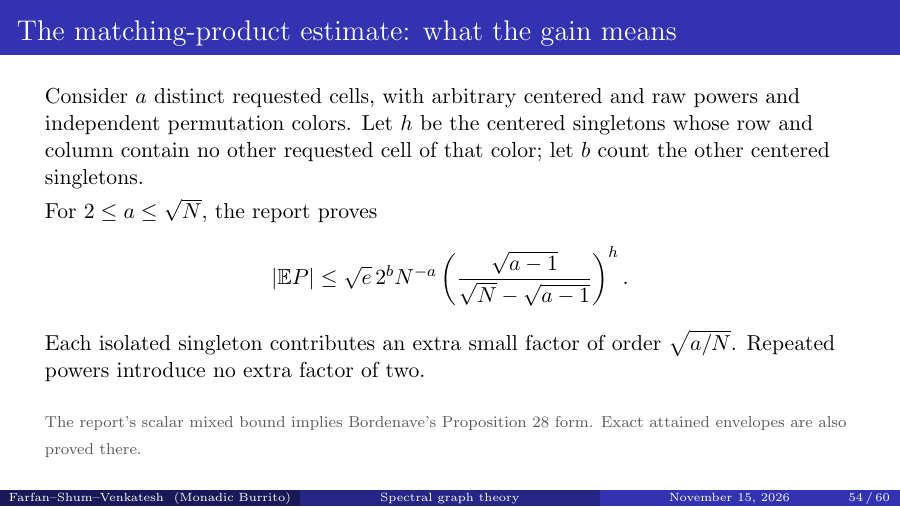 The matching-product estimate: what the gain means
Consider a distinct requested cells, with arbitrary centered and raw powers and
independent permutation colors. Let h be the centered singletons whose row and
column contain no other requested cell of that color; let b count the other centered
singletons.
For 2 ≤ a ≤ √N, the report proves
|𝔼P| ≤ √e 2^b N^{−a} (√(a − 1) / (√N − √(a − 1)))^h .
Each isolated singleton contributes an extra small factor of order √(a/N). Repeated
powers introduce no extra factor of two.
The report's scalar mixed bound implies Bordenave's Proposition 28 form. Exact attained envelopes are also
proved there.
Farfan–Shum–Venkatesh (Monadic Burrito) Spectral graph theory November 15, 2026 54 / 60